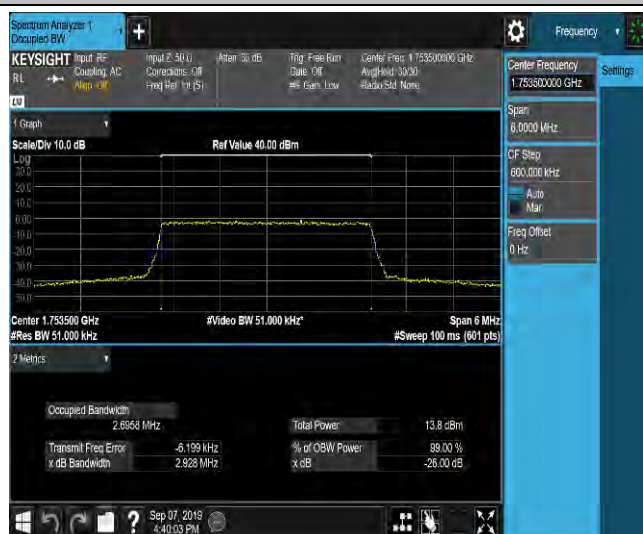 Spectrum Analyzer 1
Occupied BW
Frequency
KEYSIGHT Input: RF
RL Coupling: AC
Align: Off
Input Z: 50 Ω
Corrections: Off
Freq Ref: Int (S)
Atten: 30 dB
Trig: Free Run
Gate: Off
#IF Gain: Low
Center Freq: 1.753500000 GHz
Avg|Hold: 30/30
Radio Std: None
LV
1 Graph
Scale/Div 10.0 dB
Ref Value 40.00 dBm
Log
30.0
20.0
10.0
0.00
-10.0
-20.0
-30.0
-40.0
-50.0
Center 1.753500 GHz
#Video BW 51.000 kHz*
Span 6 MHz
#Res BW 51.000 kHz
#Sweep 100 ms (601 pts)
2 Metrics
Occupied Bandwidth
2.6958 MHz
Total Power 13.8 dBm
Transmit Freq Error -6.199 kHz
% of OBW Power 99.00 %
x dB Bandwidth 2.928 MHz
x dB -26.00 dB
Sep 07, 2019
4:40:03 PM
Center Frequency
1.753500000 GHz
Settings
Span
6.0000 MHz
CF Step
600.000 kHz
Auto
Man
Freq Offset
0 Hz